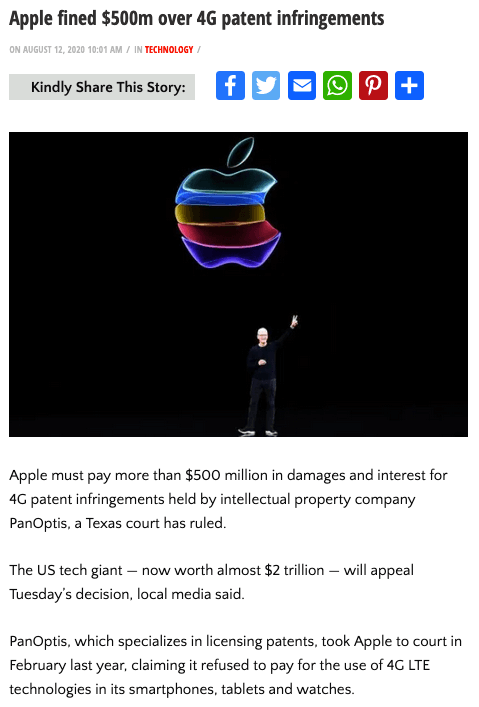 Apple fined $500m over 4G patent infringements
ON AUGUST 12, 2020 10:01 AM / IN TECHNOLOGY /
Kindly Share This Story:
Apple must pay more than $500 million in damages and interest for
4G patent infringements held by intellectual property company
PanOptis, a Texas court has ruled.
The US tech giant — now worth almost $2 trillion — will appeal
Tuesday’s decision, local media said.
PanOptis, which specializes in licensing patents, took Apple to court in
February last year, claiming it refused to pay for the use of 4G LTE
technologies in its smartphones, tablets and watches.